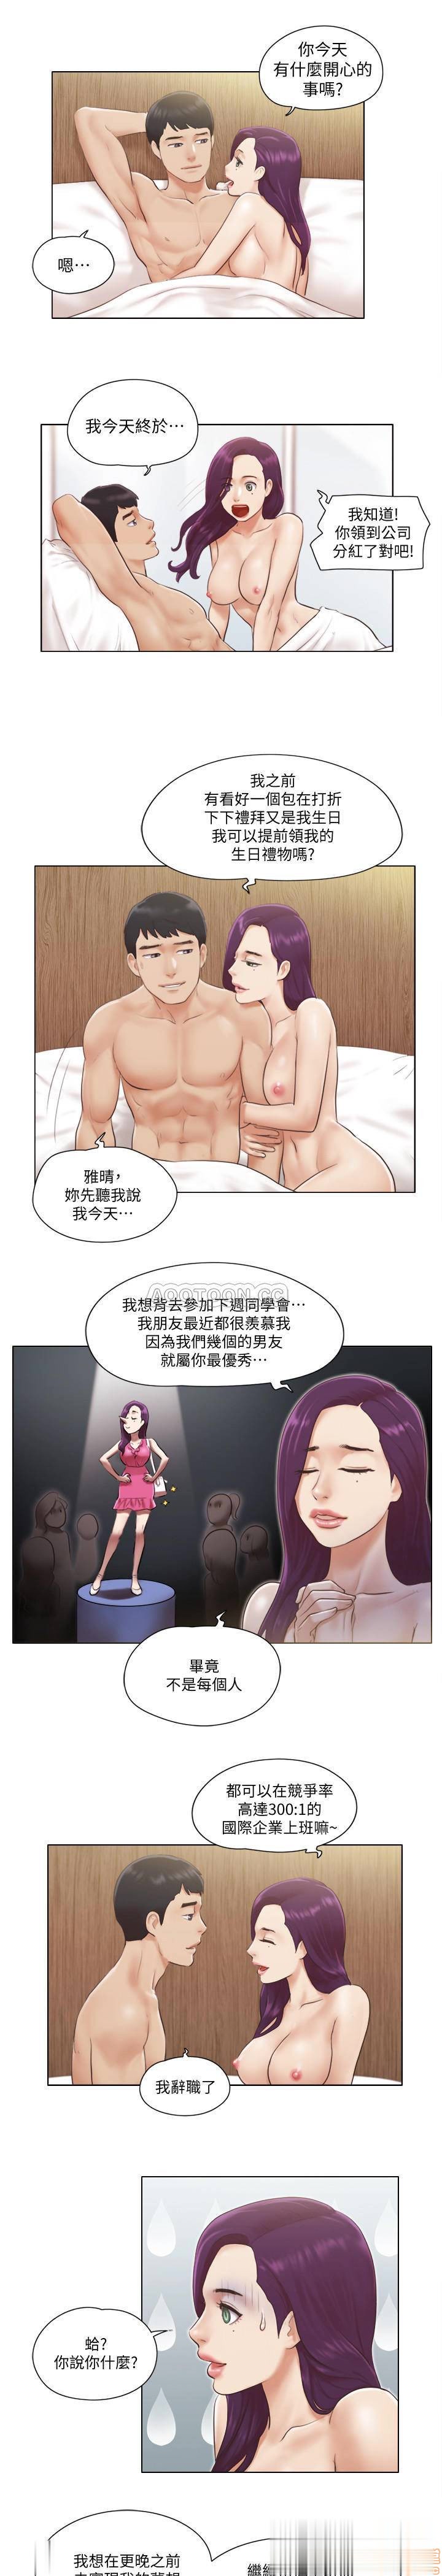 你今天
有什麼開心的
事嗎?
嗯…
我今天終於…
我知道!
你領到公司
分紅了對吧!
我之前
有看好一個包在打折
下下禮拜又是我生日
我可以提前領我的
生日禮物嗎?
雅晴，
妳先聽我說
我今天…
AQQTOON.COM
我想背去參加下週同學會…
我朋友最近都很羨慕我
因為我們幾個的男友
就屬你最優秀…
畢竟
不是每個人
都可以在競爭率
高達300:1的
國際企業上班嘛~
我辭職了
蛤?
你說你什麼?
我想在更晚之前